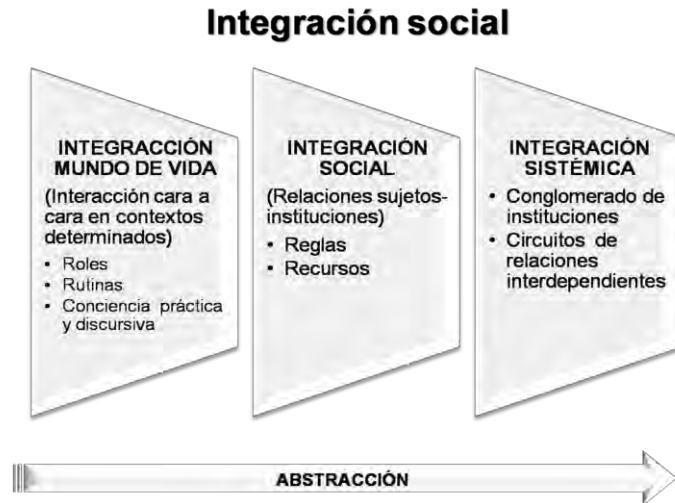 Integración social
INTEGRACCIÓN
MUNDO DE VIDA
(Interacción cara a
cara en contextos
determinados)
• Roles
• Rutinas
• Conciencia práctica
y discursiva
INTEGRACIÓN
SOCIAL
(Relaciones sujetos-
instituciones)
• Reglas
• Recursos
INTEGRACIÓN
SISTÉMICA
• Conglomerado de
instituciones
• Circuitos de
relaciones
interdependientes
ABSTRACCIÓN